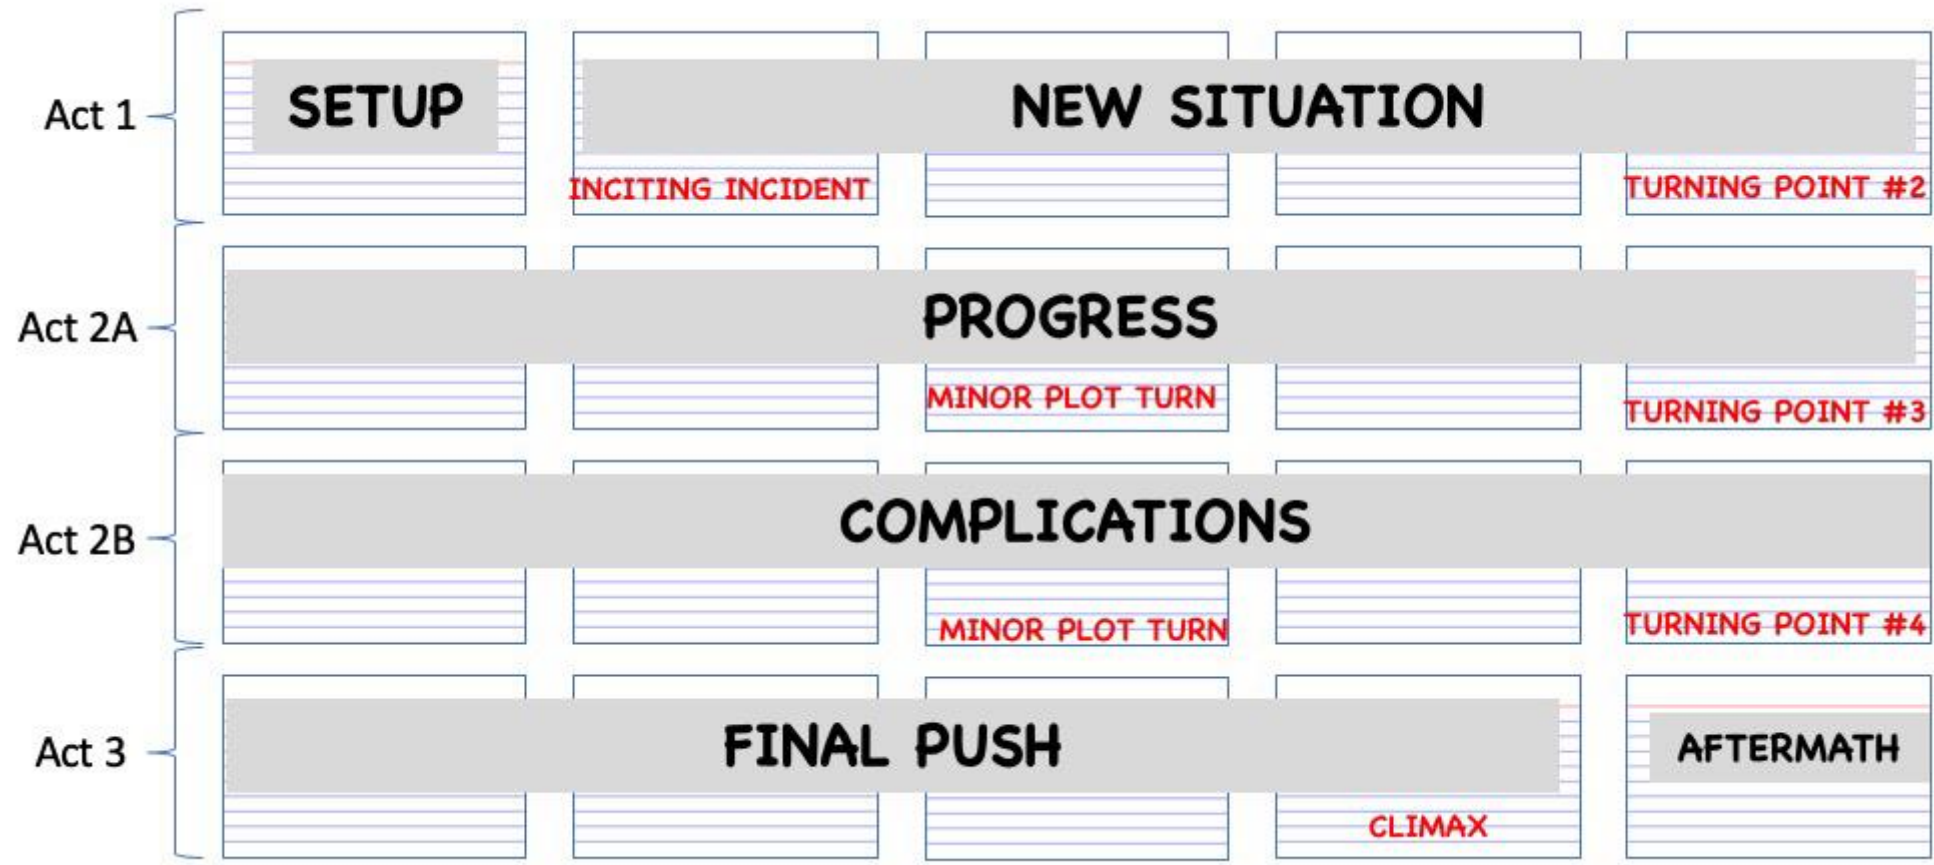 Act 1
SETUP
NEW SITUATION
INCITING INCIDENT
TURNING POINT #2
Act 2A
PROGRESS
MINOR PLOT TURN
TURNING POINT #3
Act 2B
COMPLICATIONS
MINOR PLOT TURN
TURNING POINT #4
Act 3
FINAL PUSH
AFTERMATH
CLIMAX